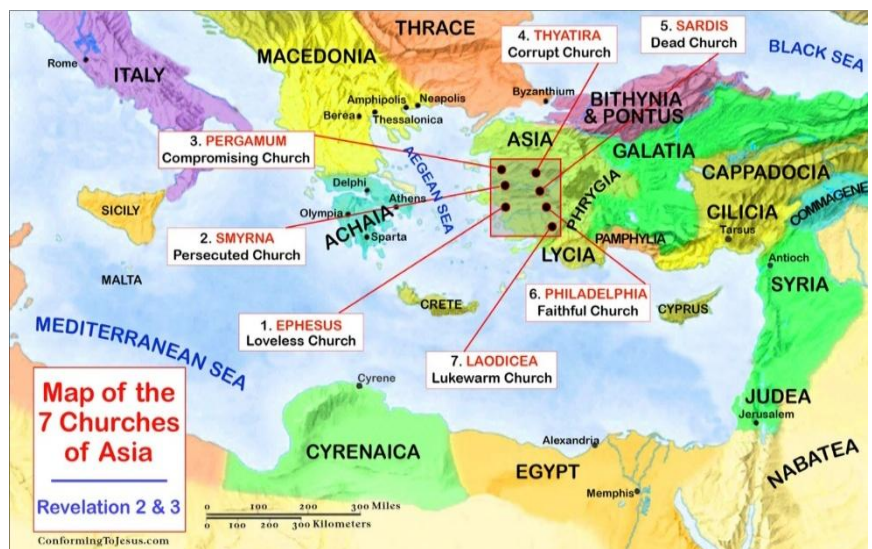 4. THYATIRA
Corrupt Church
5. SARDIS
Dead Church
THRACE
BLACK SEA
MACEDONIA
Rome
ITALY
Amphipolis
Neapolis
Byzantium
BITHYNIA
& PONTUS
Berea
Thessalonica
3. PERGAMUM
Compromising Church
ASIA
GALATIA
AEGEAN SEA
CAPPADOCIA
PHRYGIA
COMMAGENE
Delphi
Athens
SICILY
Olympia
ACHAIA
Sparta
CILICIA
Tarsus
PAMPHYLIA
2. SMYRNA
Persecuted Church
LYCIA
Antioch
MALTA
SYRIA
6. PHILADELPHIA
Faithful Church
CRETE
CYPRUS
1. EPHESUS
Loveless Church
MEDITERRANEAN SEA
7. LAODICEA
Lukewarm Church
Map of the
7 Churches
of Asia
Revelation 2 & 3
Cyrene
JUDEA
Jerusalem
CYRENAICA
Alexandria
EGYPT
NABATEA
Memphis
0 100 200 300 Miles
0 100 200 300 Kilometers
ConformingToJesus.com